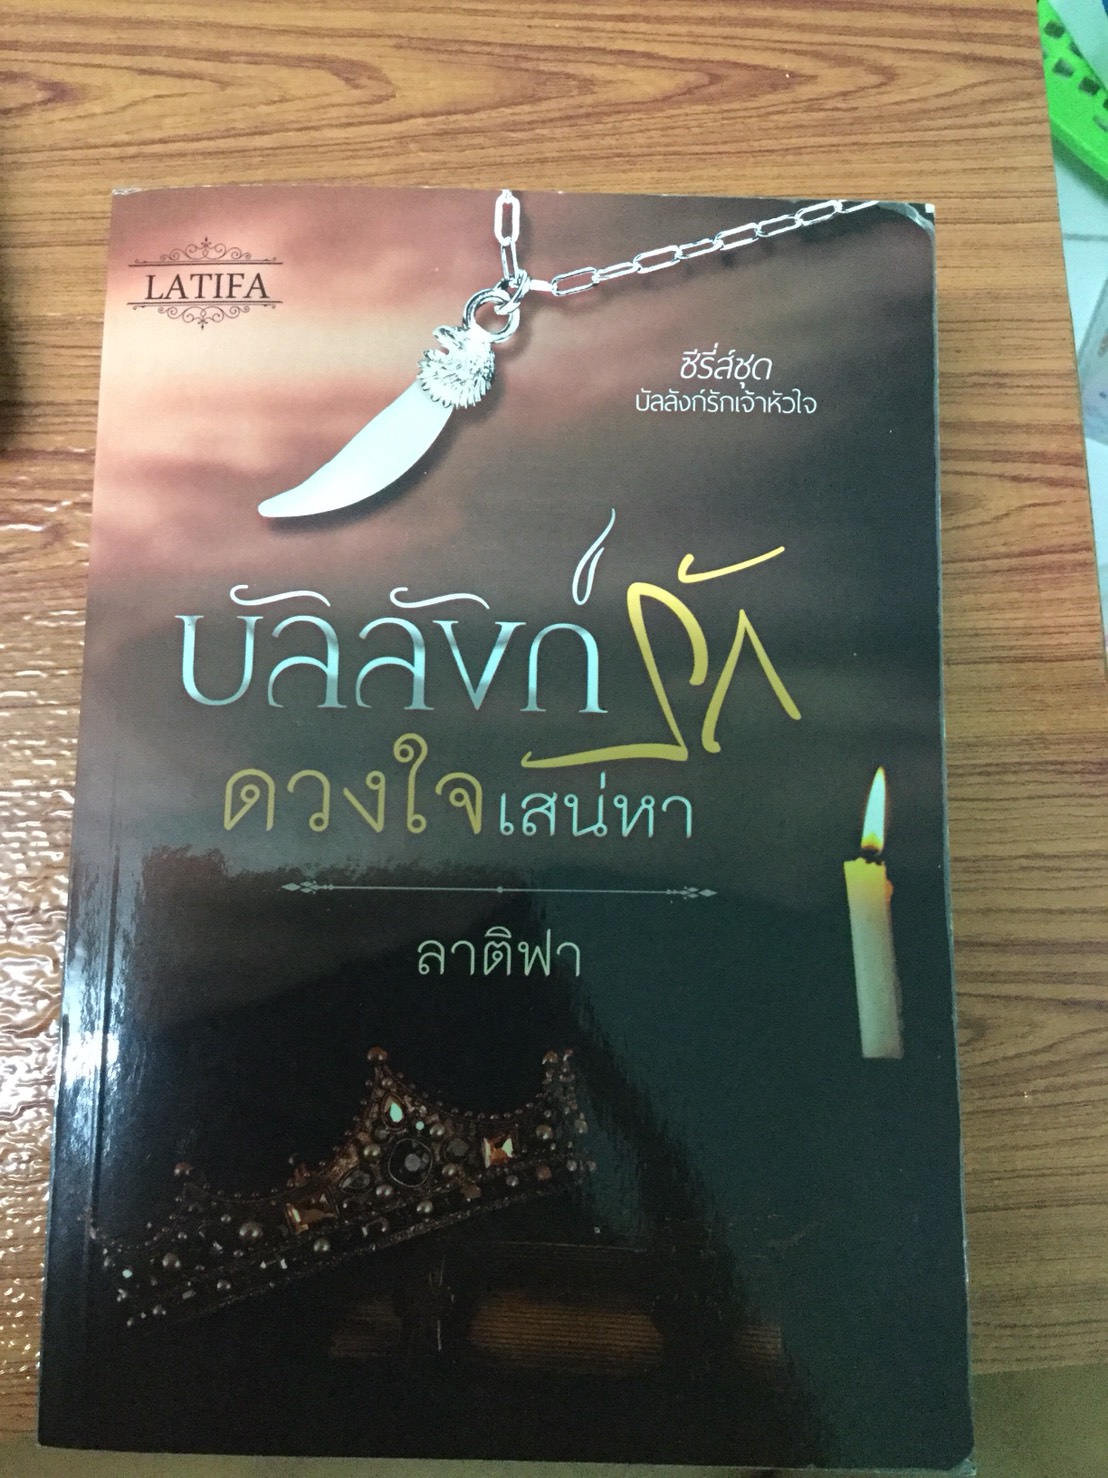 LATIFA
ซีรี่ส์ชุด
บัลลังก์รักเจ้าหัวใจ
บัลลังก์รัก
ดวงใจเสน่หา
ลาติฟา